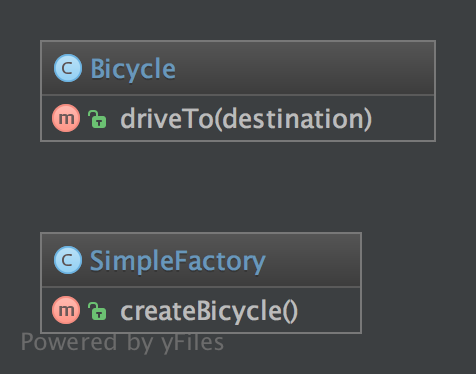 C Bicycle
m driveTo(destination)
C SimpleFactory
m createBicycle()
Powered by yFiles